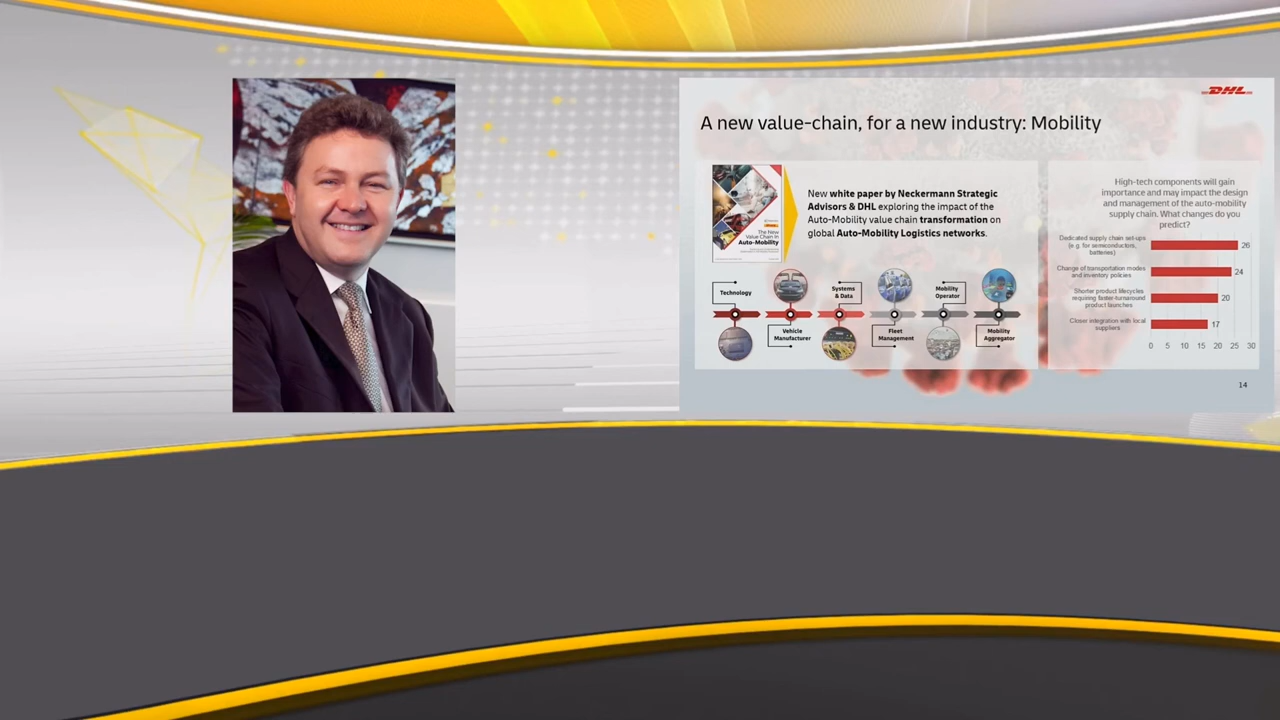 DHL
A new value-chain, for a new industry: Mobility
The New
Value Chain in
Auto-Mobility
New white paper by Neckermann Strategic
Advisors & DHL exploring the impact of the
Auto-Mobility value chain transformation on
global Auto-Mobility Logistics networks.
Technology
Vehicle
Manufacturer
Systems
& Data
Fleet
Management
Mobility
Operator
Mobility
Aggregator
High-tech components will gain
importance and may impact the design
and management of the auto-mobility
supply chain. What changes do you
predict?
Dedicated supply chain set-ups
(e.g. for semiconductors,
batteries)
26
Change of transportation modes
and inventory policies
24
Shorter product lifecycles
requiring faster-turnaround
product launches
20
Closer integration with local
suppliers
17
0 5 10 15 20 25 30
14